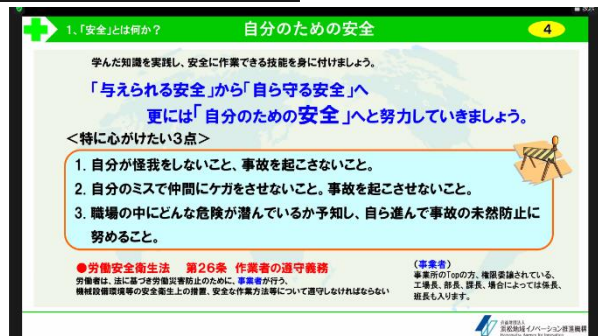 1、「安全」とは何か？
自分のための安全
4
学んだ知識を実践し、安全に作業できる技能を身に付けましょう。
「与えられる安全」から「自ら守る安全」へ
更には「自分のための安全」へと努力していきましょう。
＜特に心がけたい3点＞
1. 自分が怪我をしないこと、事故を起こさないこと。
2. 自分のミスで仲間にケガをさせないこと。事故を起こさせないこと。
3. 職場の中にどんな危険が潜んでいるか予知し、自ら進んで事故の未然防止に
努めること。
●労働安全衛生法　第26条 作業者の遵守義務
労働者は、法に基づき労働災害防止のために、事業者が行う、
機械設備環境等の安全衛生上の措置、安全な作業方法等について遵守しなければならない
（事業者）
事業所のTopの方、権限委譲されている、
工場長、部長、課長、場合によっては係長、
班長も入ります。
浜松地域イノベーション推進機構